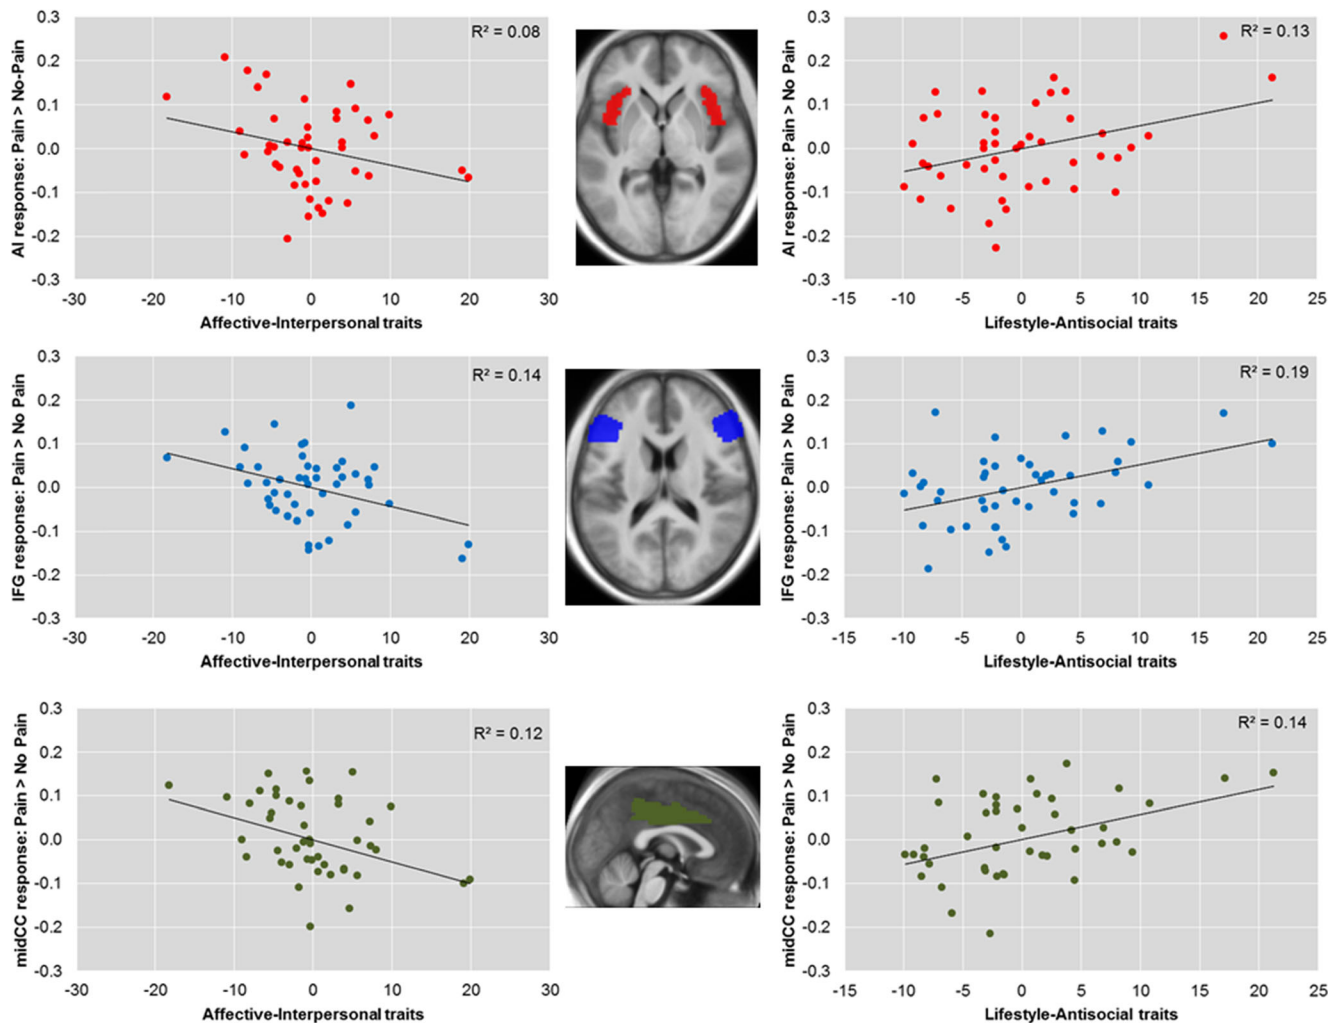 AI response: Pain > No-Pain
0.3
0.2
0.1
0.0
-0.1
-0.2
-0.3
R² = 0.08
-30 -20 -10 0 10 20 30
Affective-Interpersonal traits
AI response: Pain > No Pain
0.3
0.2
0.1
0.0
-0.1
-0.2
-0.3
R² = 0.13
-15 -10 -5 0 5 10 15 20 25
Lifestyle-Antisocial traits
IFG response: Pain > No Pain
0.3
0.2
0.1
0.0
-0.1
-0.2
-0.3
R² = 0.14
-30 -20 -10 0 10 20 30
Affective-Interpersonal traits
IFG response: Pain > No Pain
0.3
0.2
0.1
0.0
-0.1
-0.2
-0.3
R² = 0.19
-15 -10 -5 0 5 10 15 20 25
Lifestyle-Antisocial traits
midCC response: Pain > No Pain
0.3
0.2
0.1
0.0
-0.1
-0.2
-0.3
R² = 0.12
-30 -20 -10 0 10 20 30
Affective-Interpersonal traits
midCC response: Pain > No Pain
0.3
0.2
0.1
0.0
-0.1
-0.2
-0.3
R² = 0.14
-15 -10 -5 0 5 10 15 20 25
Lifestyle-Antisocial traits